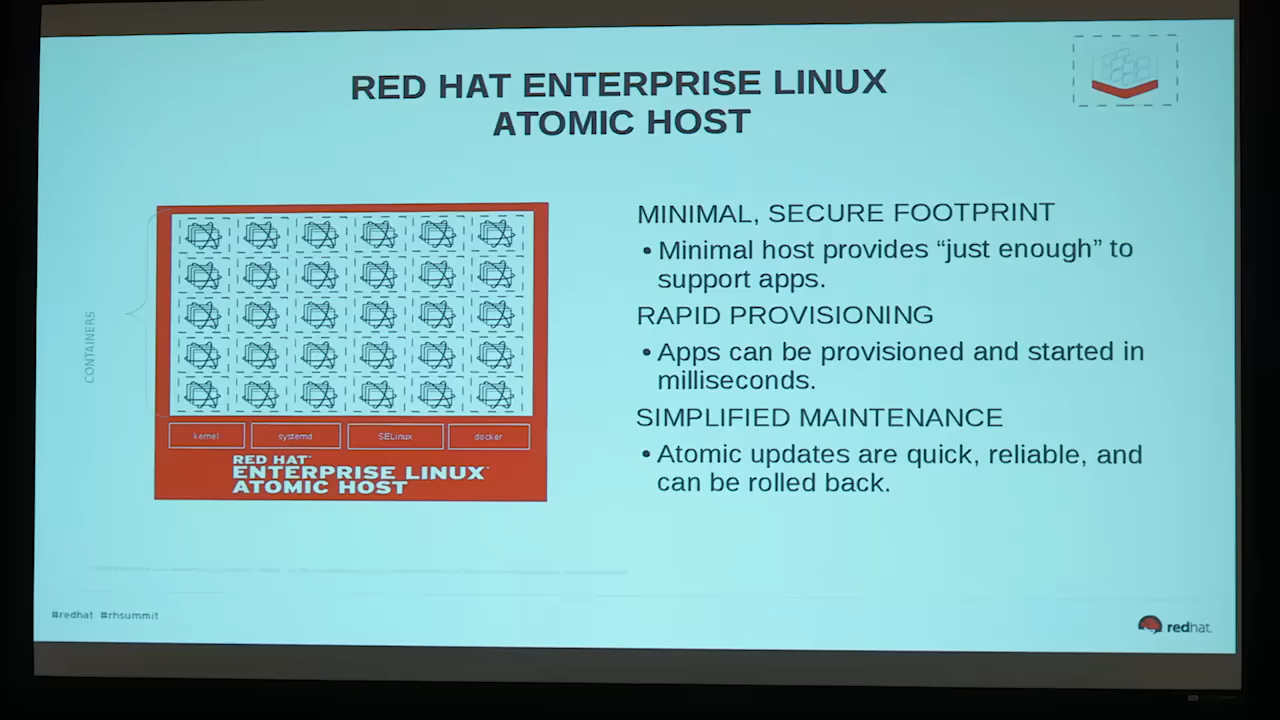 RED HAT ENTERPRISE LINUX
ATOMIC HOST
CONTAINERS
kernel
systemd
SELinux
docker
RED HAT
ENTERPRISE LINUX
ATOMIC HOST
MINIMAL, SECURE FOOTPRINT
• Minimal host provides “just enough” to
support apps.
RAPID PROVISIONING
• Apps can be provisioned and started in
milliseconds.
SIMPLIFIED MAINTENANCE
• Atomic updates are quick, reliable, and
can be rolled back.
#redhat #rhsummit
redhat.